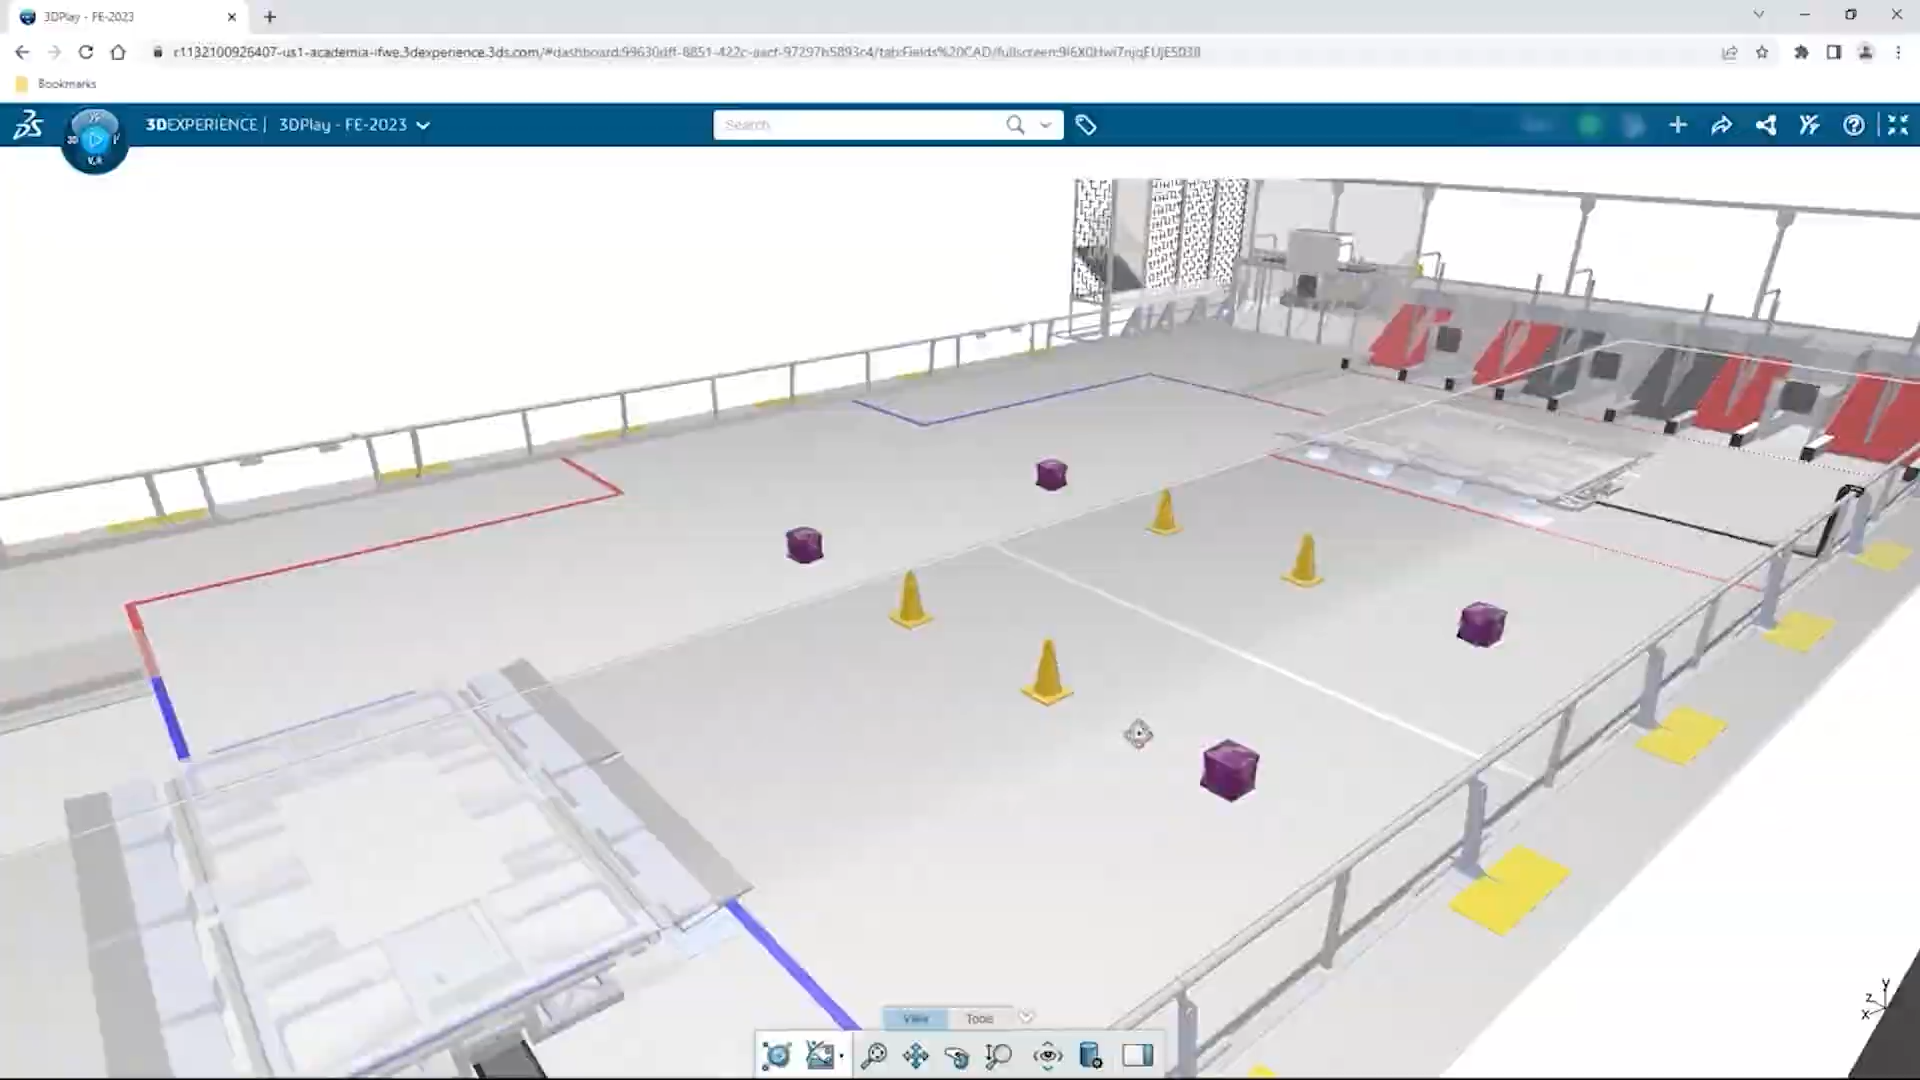 3DPlay - FE-2023
Bookmarks
3DEXPERIENCE | 3DPlay - FE-2023
Search
View Tools